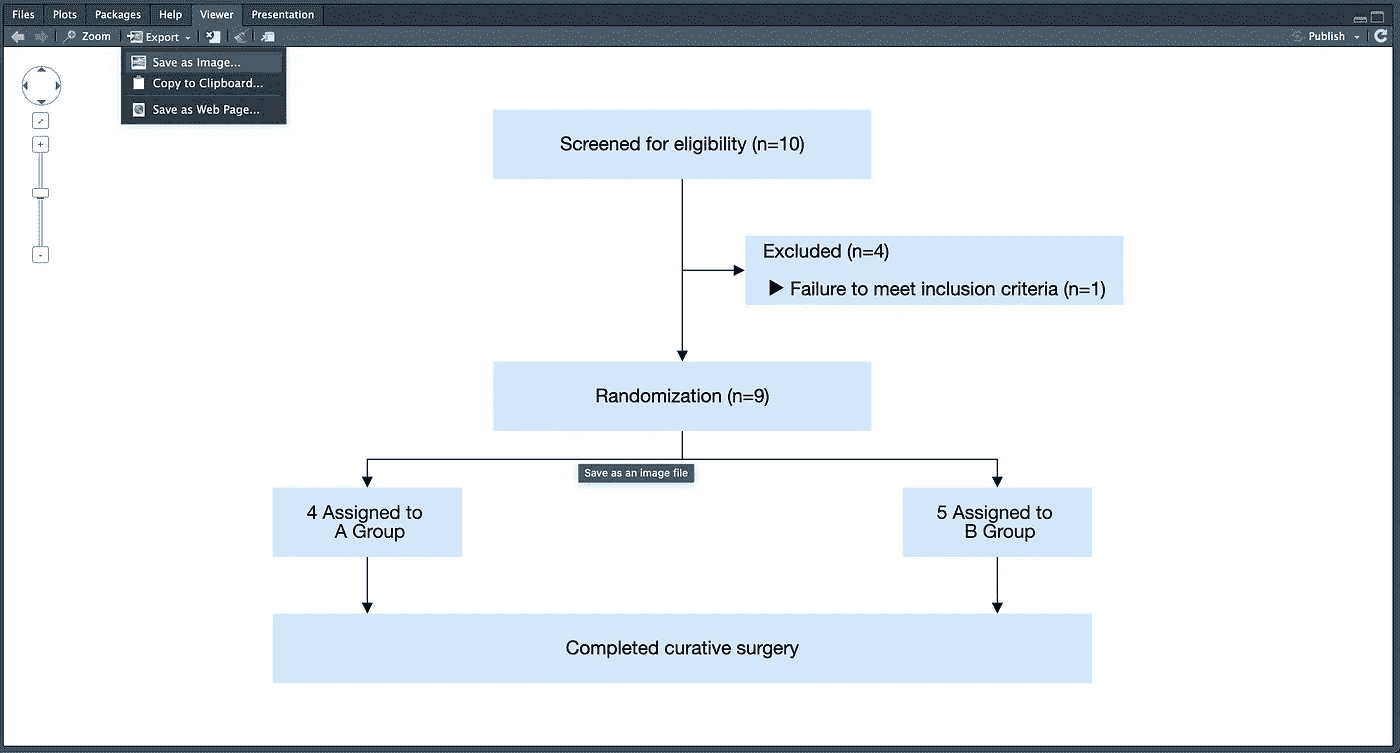 Files Plots Packages Help Viewer Presentation
Zoom Export Publish
Save as Image...
Copy to Clipboard...
Save as Web Page...
+
-
Screened for eligibility (n=10)
Excluded (n=4)
Failure to meet inclusion criteria (n=1)
Randomization (n=9)
Save as an image file
4 Assigned to
A Group
5 Assigned to
B Group
Completed curative surgery